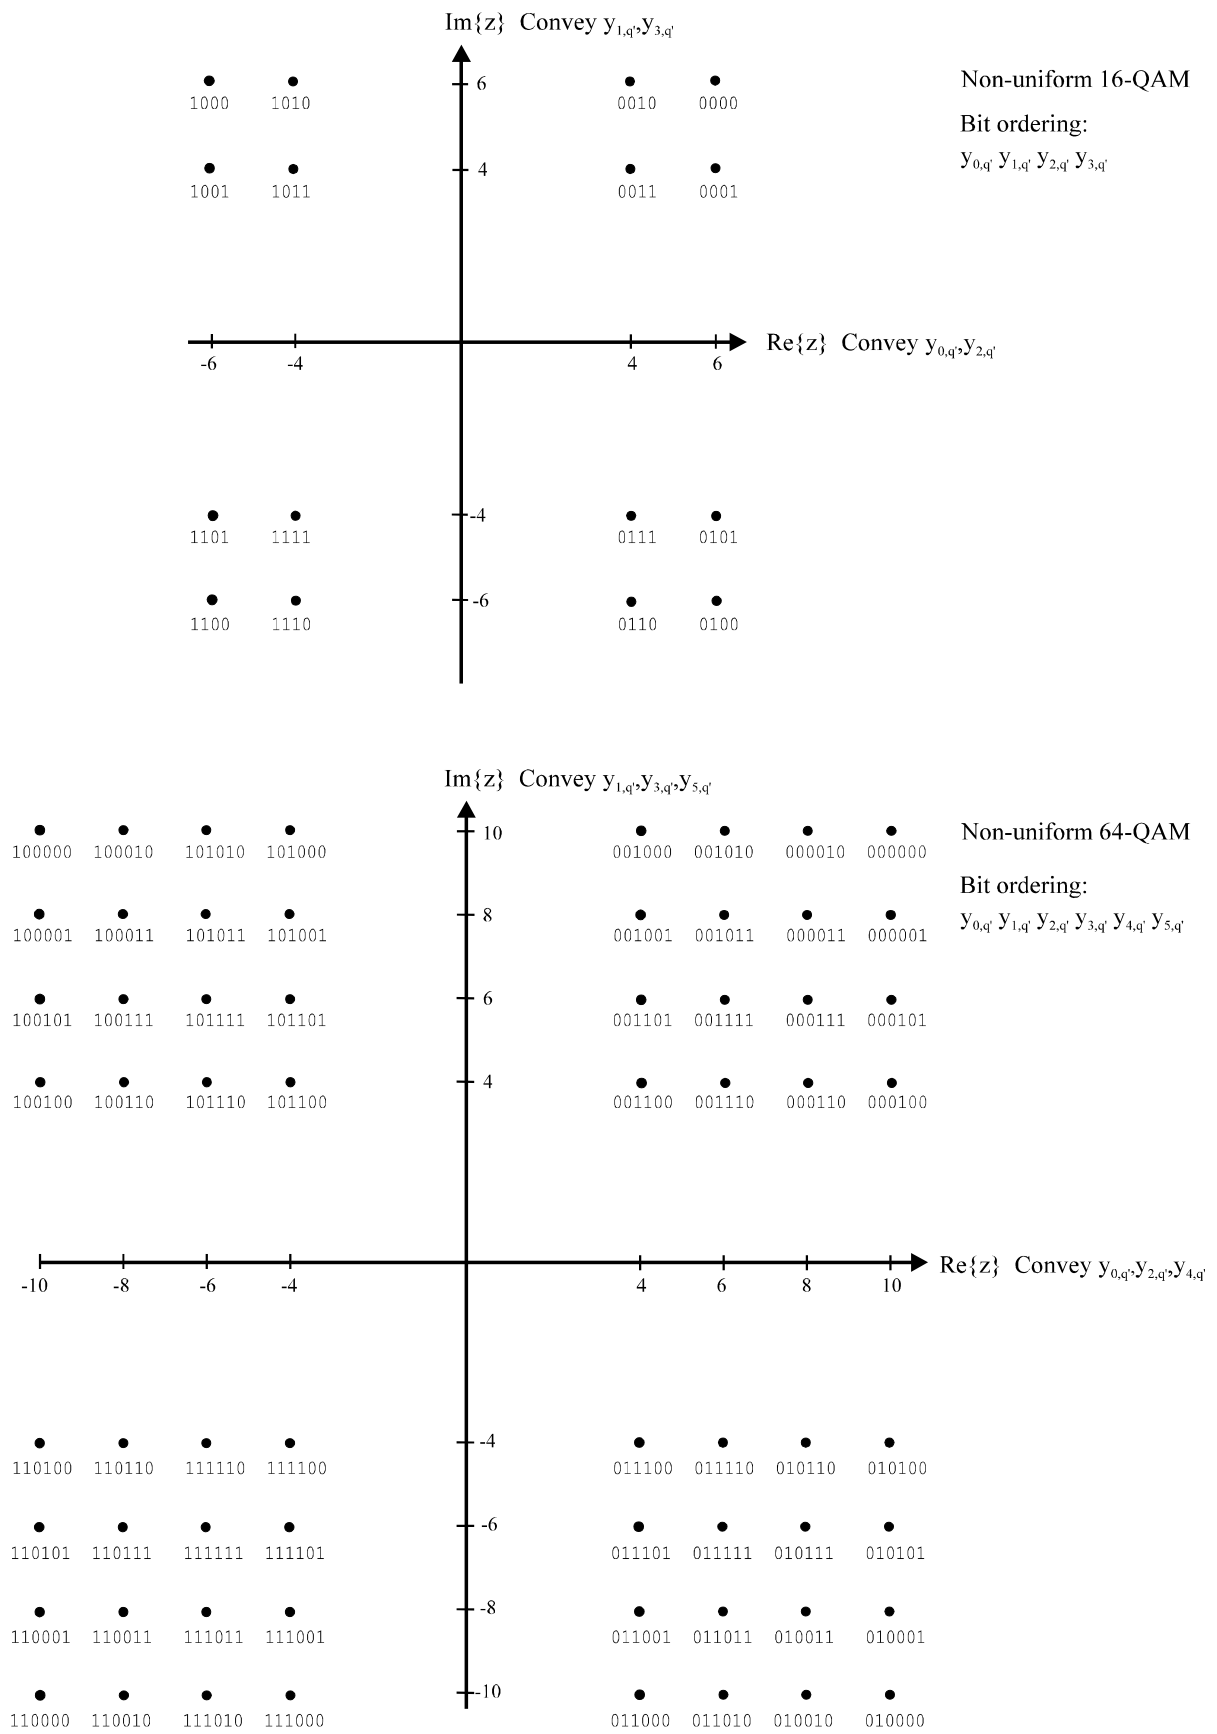 Im{z} Convey y1,q',y3,q'
6
Non-uniform 16-QAM
1000 1010 0010 0000
Bit ordering:
y0,q' y1,q' y2,q' y3,q'
4
1001 1011 0011 0001
Re{z} Convey y0,q',y2,q'
-6 -4 4 6
-4
1101 1111 0111 0101
-6
1100 1110 0110 0100
Im{z} Convey y1,q',y3,q',y5,q'
10
Non-uniform 64-QAM
100000 100010 101010 101000 001000 001010 000010 000000
Bit ordering:
8
y0,q' y1,q' y2,q' y3,q' y4,q' y5,q'
100001 100011 101011 101001 001001 001011 000011 000001
6
100101 100111 101111 101101 001101 001111 000111 000101
4
100100 100110 101110 101100 001100 001110 000110 000100
Re{z} Convey y0,q',y2,q',y4,q'
-10 -8 -6 -4 4 6 8 10
-4
110100 110110 111110 111100 011100 011110 010110 010100
-6
110101 110111 111111 111101 011101 011111 010111 010101
-8
110001 110011 111011 111001 011001 011011 010011 010001
-10
110000 110010 111010 111000 011000 011010 010010 010000